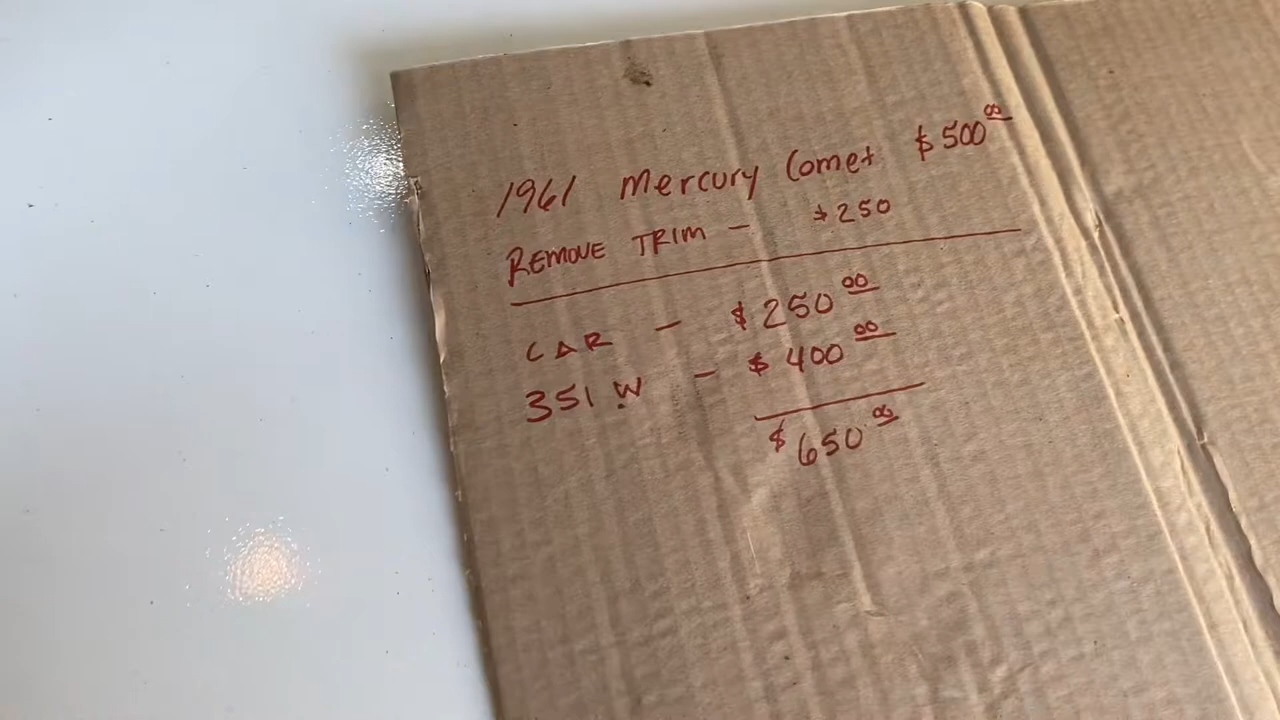 1961 Mercury Comet $500.00
REMOVE TRIM - $250
CAR - $250.00
351 W - $400.00
$650.00